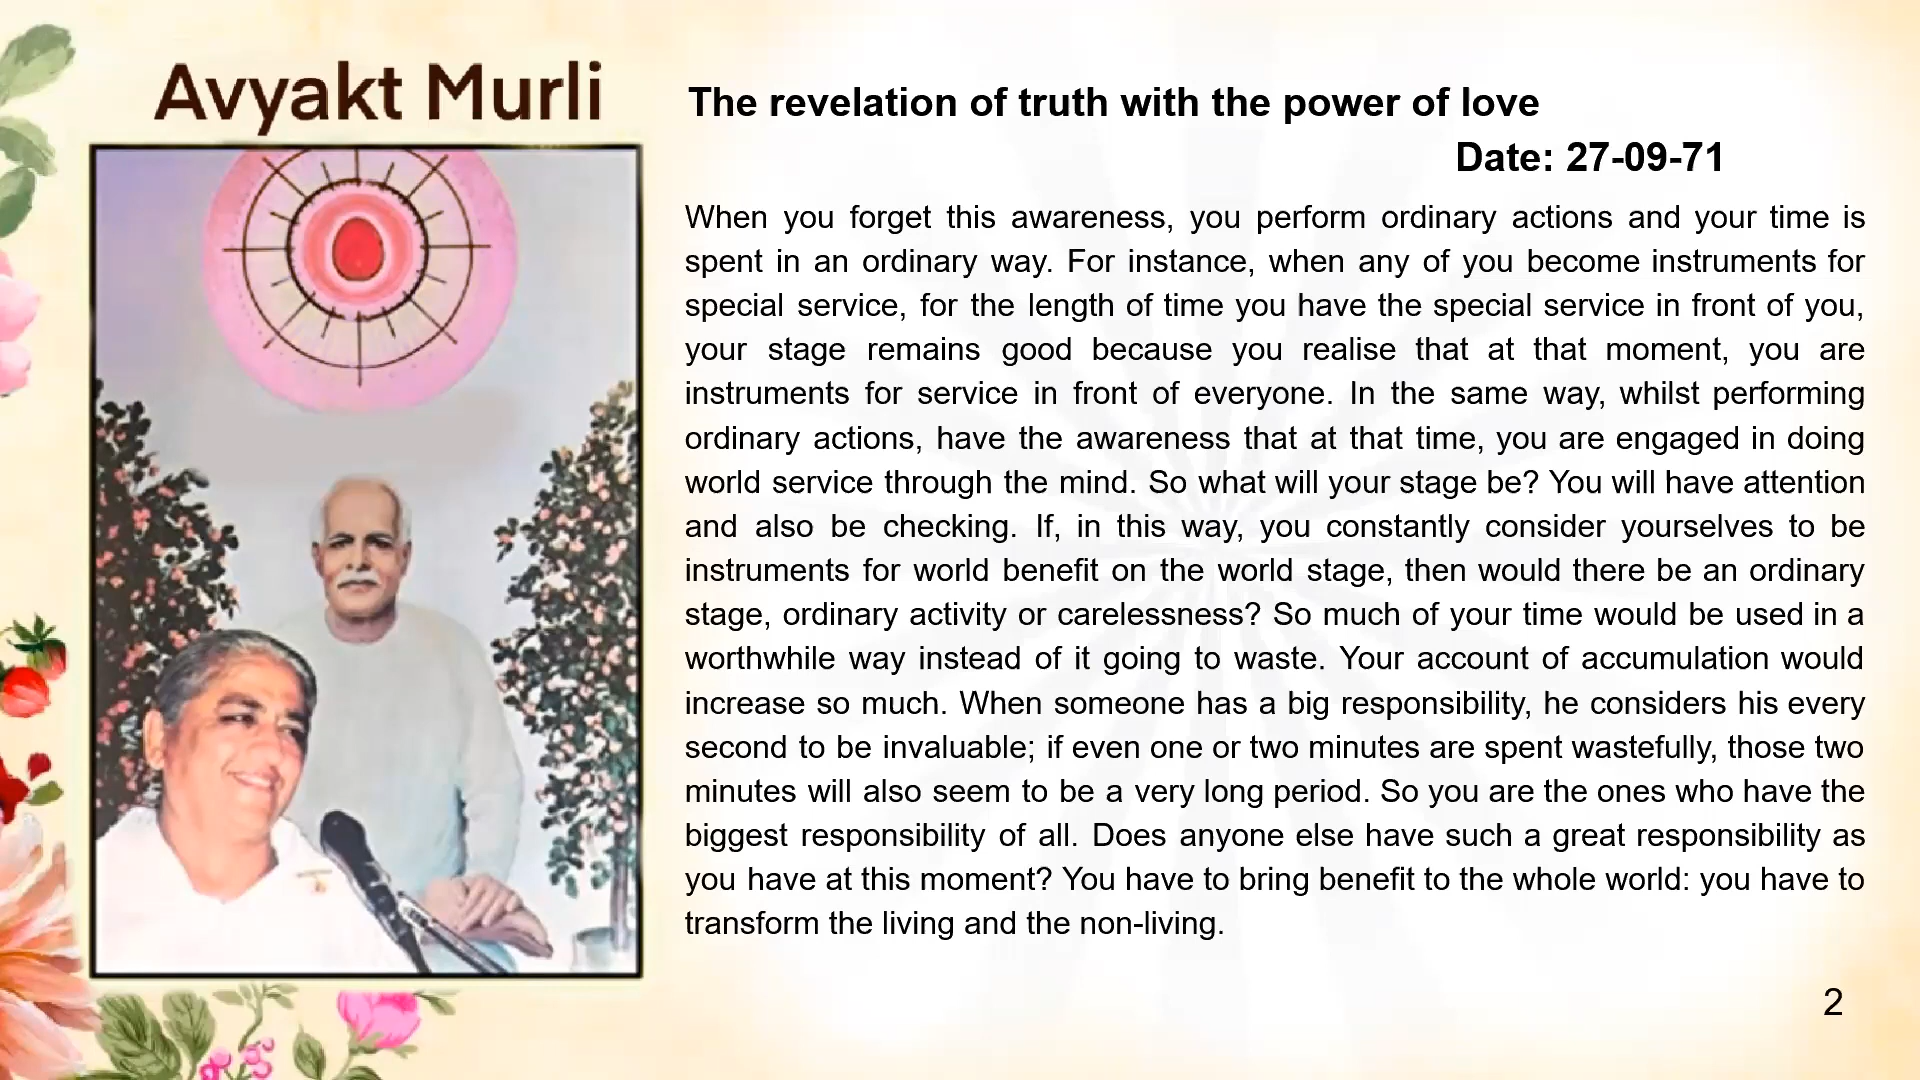 Avyakt Murli
The revelation of truth with the power of love
Date: 27-09-71
When you forget this awareness, you perform ordinary actions and your time is
spent in an ordinary way. For instance, when any of you become instruments for
special service, for the length of time you have the special service in front of you,
your stage remains good because you realise that at that moment, you are
instruments for service in front of everyone. In the same way, whilst performing
ordinary actions, have the awareness that at that time, you are engaged in doing
world service through the mind. So what will your stage be? You will have attention
and also be checking. If, in this way, you constantly consider yourselves to be
instruments for world benefit on the world stage, then would there be an ordinary
stage, ordinary activity or carelessness? So much of your time would be used in a
worthwhile way instead of it going to waste. Your account of accumulation would
increase so much. When someone has a big responsibility, he considers his every
second to be invaluable; if even one or two minutes are spent wastefully, those two
minutes will also seem to be a very long period. So you are the ones who have the
biggest responsibility of all. Does anyone else have such a great responsibility as
you have at this moment? You have to bring benefit to the whole world: you have to
transform the living and the non-living.
2